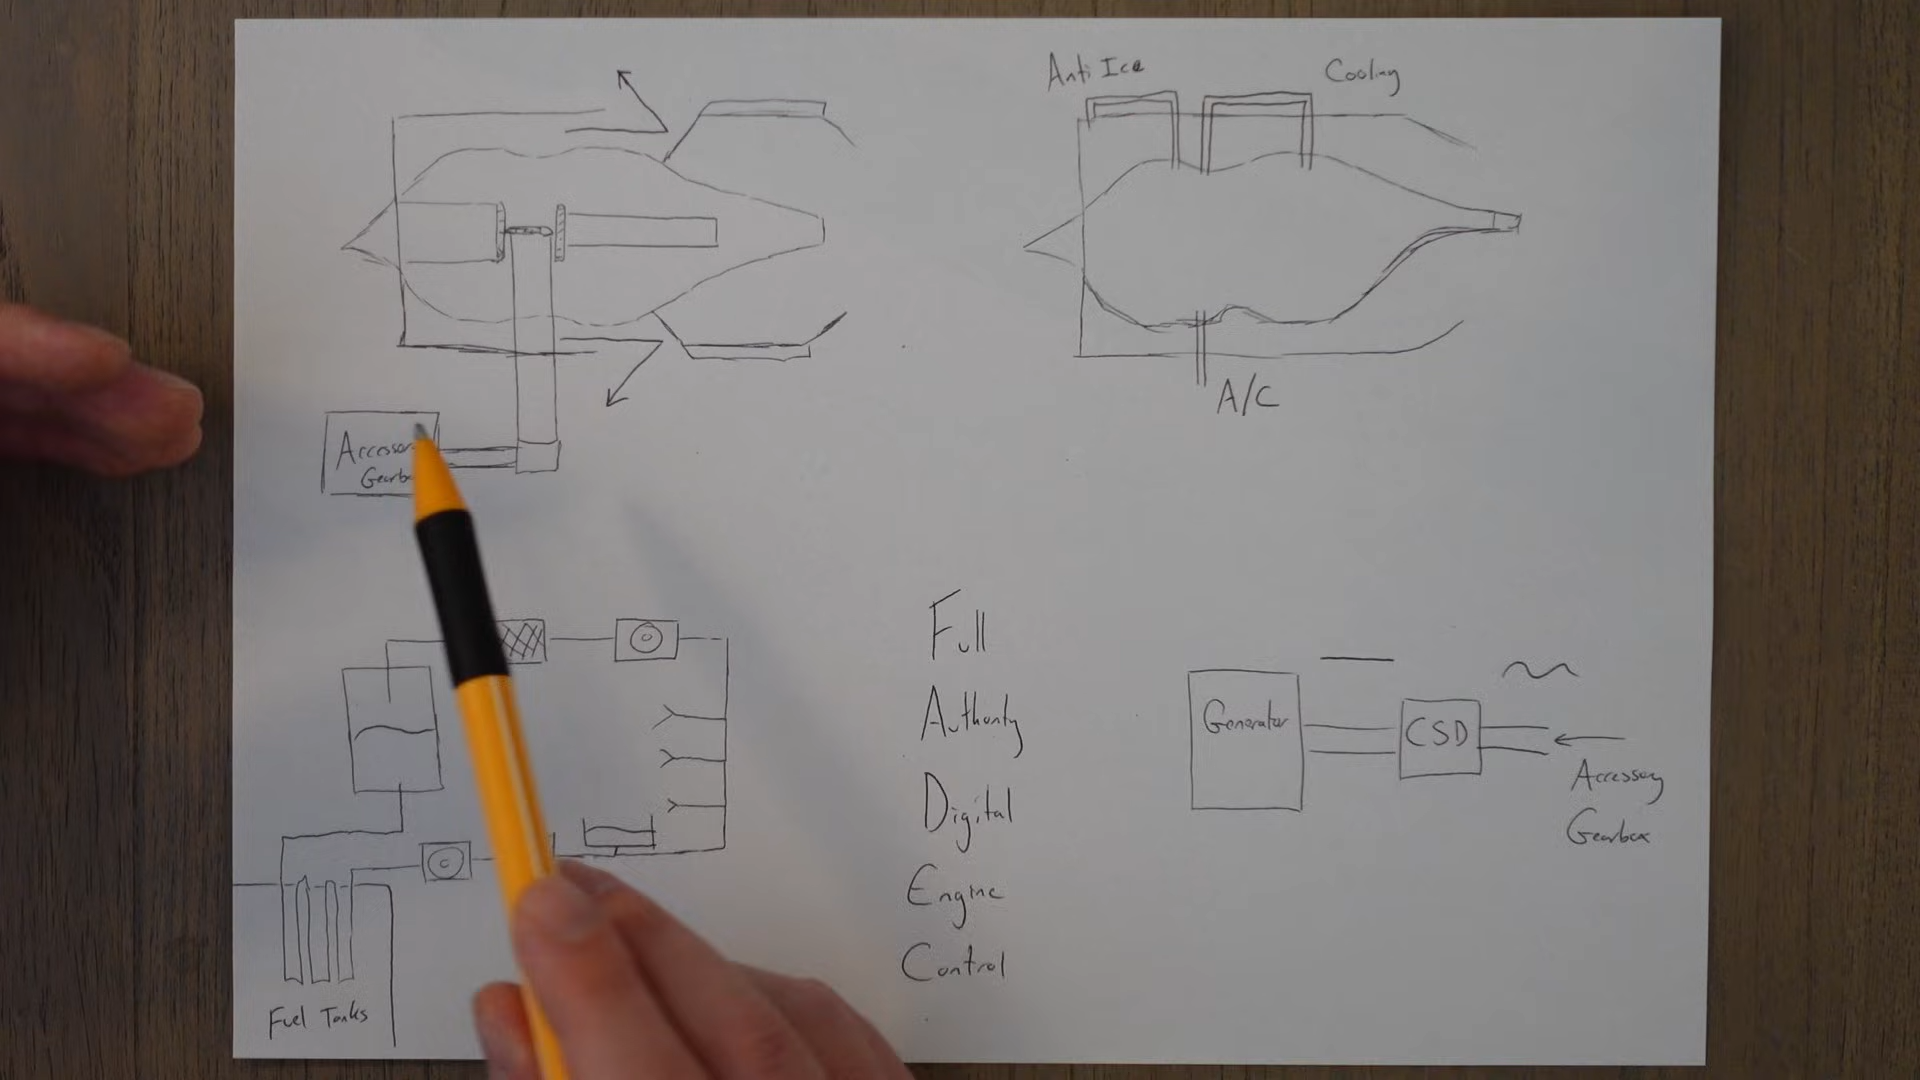 Anti Ice
Cooling
A/C
Accessory
Gearbox
Full
Authority
Digital
Engine
Control
Generator
CSD
Accessory
Gearbox
Fuel Tanks